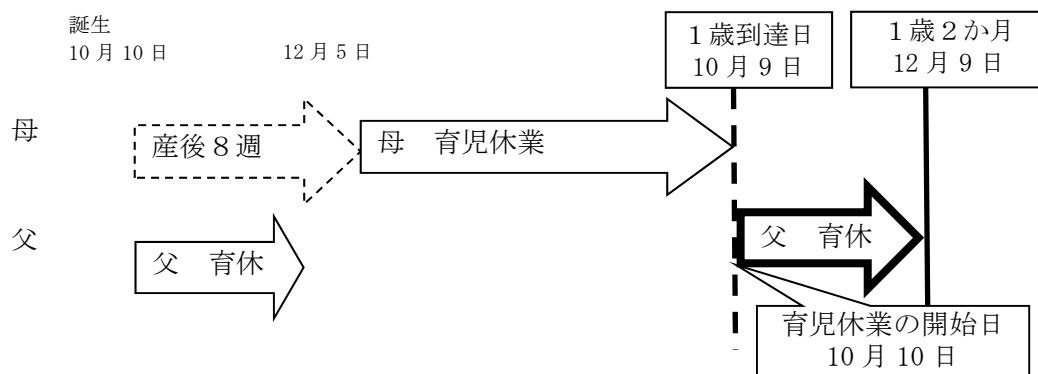 誕生
10月10日
12月5日
1歳到達日
10月9日
1歳2か月
12月9日
母
産後8週
母　育児休業
父
父　育休
父　育休
育児休業の開始日
10月10日